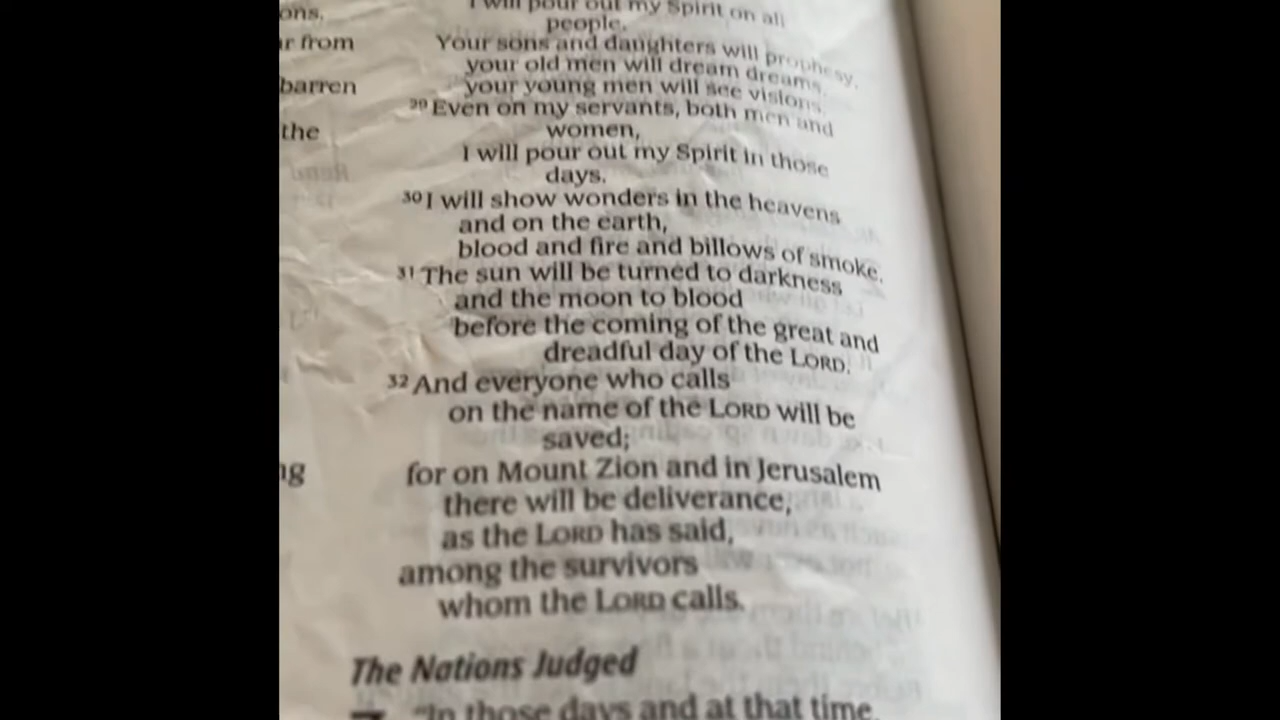 ons,
r from
barren
the
ng
I will pour out my Spirit on all
people.
Your sons and daughters will prophesy,
your old men will dream dreams,
your young men will see visions.
29 Even on my servants, both men and
women,
I will pour out my Spirit in those
days.
30 I will show wonders in the heavens
and on the earth,
blood and fire and billows of smoke.
31 The sun will be turned to darkness
and the moon to blood
before the coming of the great and
dreadful day of the LORD.
32 And everyone who calls
on the name of the LORD will be
saved;
for on Mount Zion and in Jerusalem
there will be deliverance,
as the LORD has said,
among the survivors
whom the LORD calls.
The Nations Judged
"In those days and at that time,